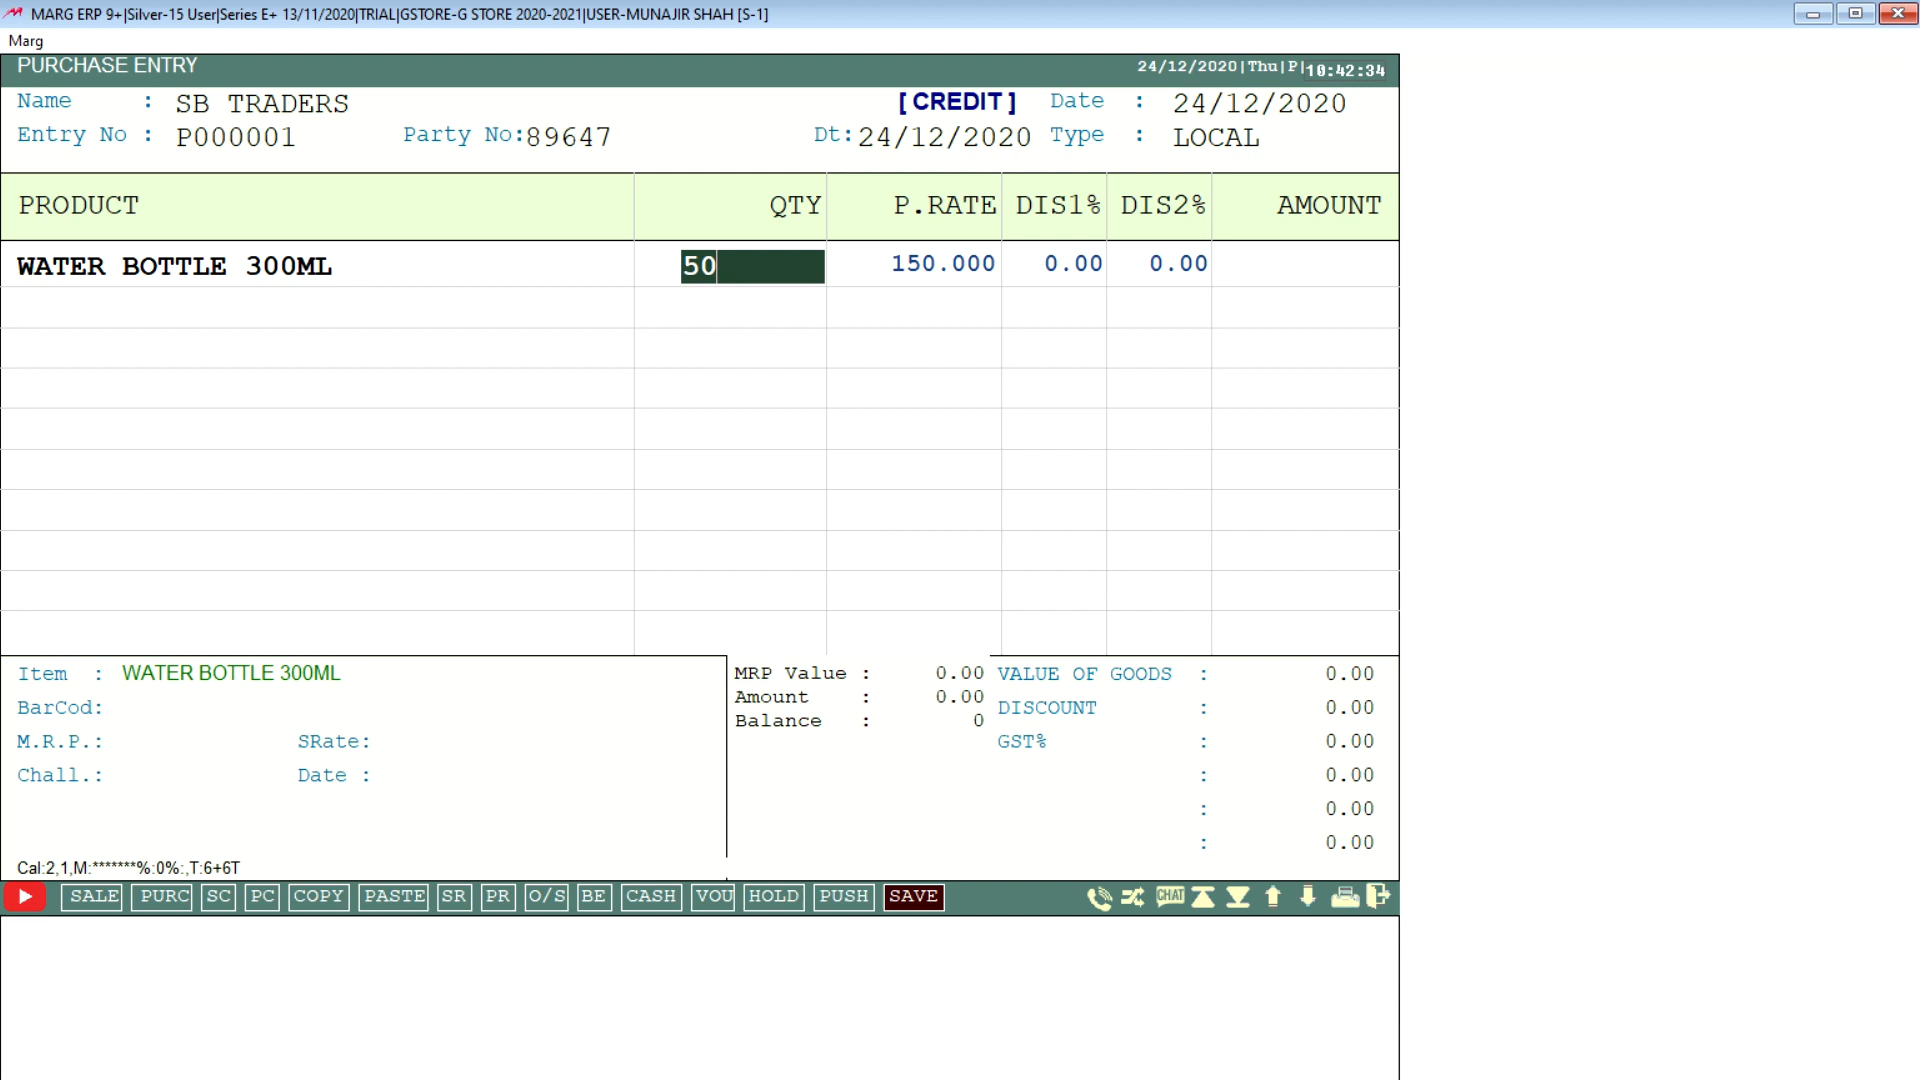 MARG ERP 9+|Silver-15 User|Series E+ 13/11/2020|TRIAL|GSTORE-G STORE 2020-2021|USER-MUNAJIR SHAH [S-1]
Marg
PURCHASE ENTRY 24/12/2020|Thu|P|10:42:34
Name : SB TRADERS [ CREDIT ] Date : 24/12/2020
Entry No : P000001 Party No:89647 Dt:24/12/2020 Type : LOCAL
PRODUCT QTY P.RATE DIS1% DIS2% AMOUNT
WATER BOTTLE 300ML 50 150.000 0.00 0.00
Item : WATER BOTTLE 300ML MRP Value : 0.00 VALUE OF GOODS : 0.00
Amount : 0.00
BarCod: Balance : 0 DISCOUNT : 0.00
M.R.P.: SRate: GST% : 0.00
Chall.: Date : : 0.00
: 0.00
: 0.00
Cal:2,1,M:*******%:0%:,T:6+6T
SALE PURC SC PC COPY PASTE SR PR O/S BE CASH VOU HOLD PUSH SAVE CHAT